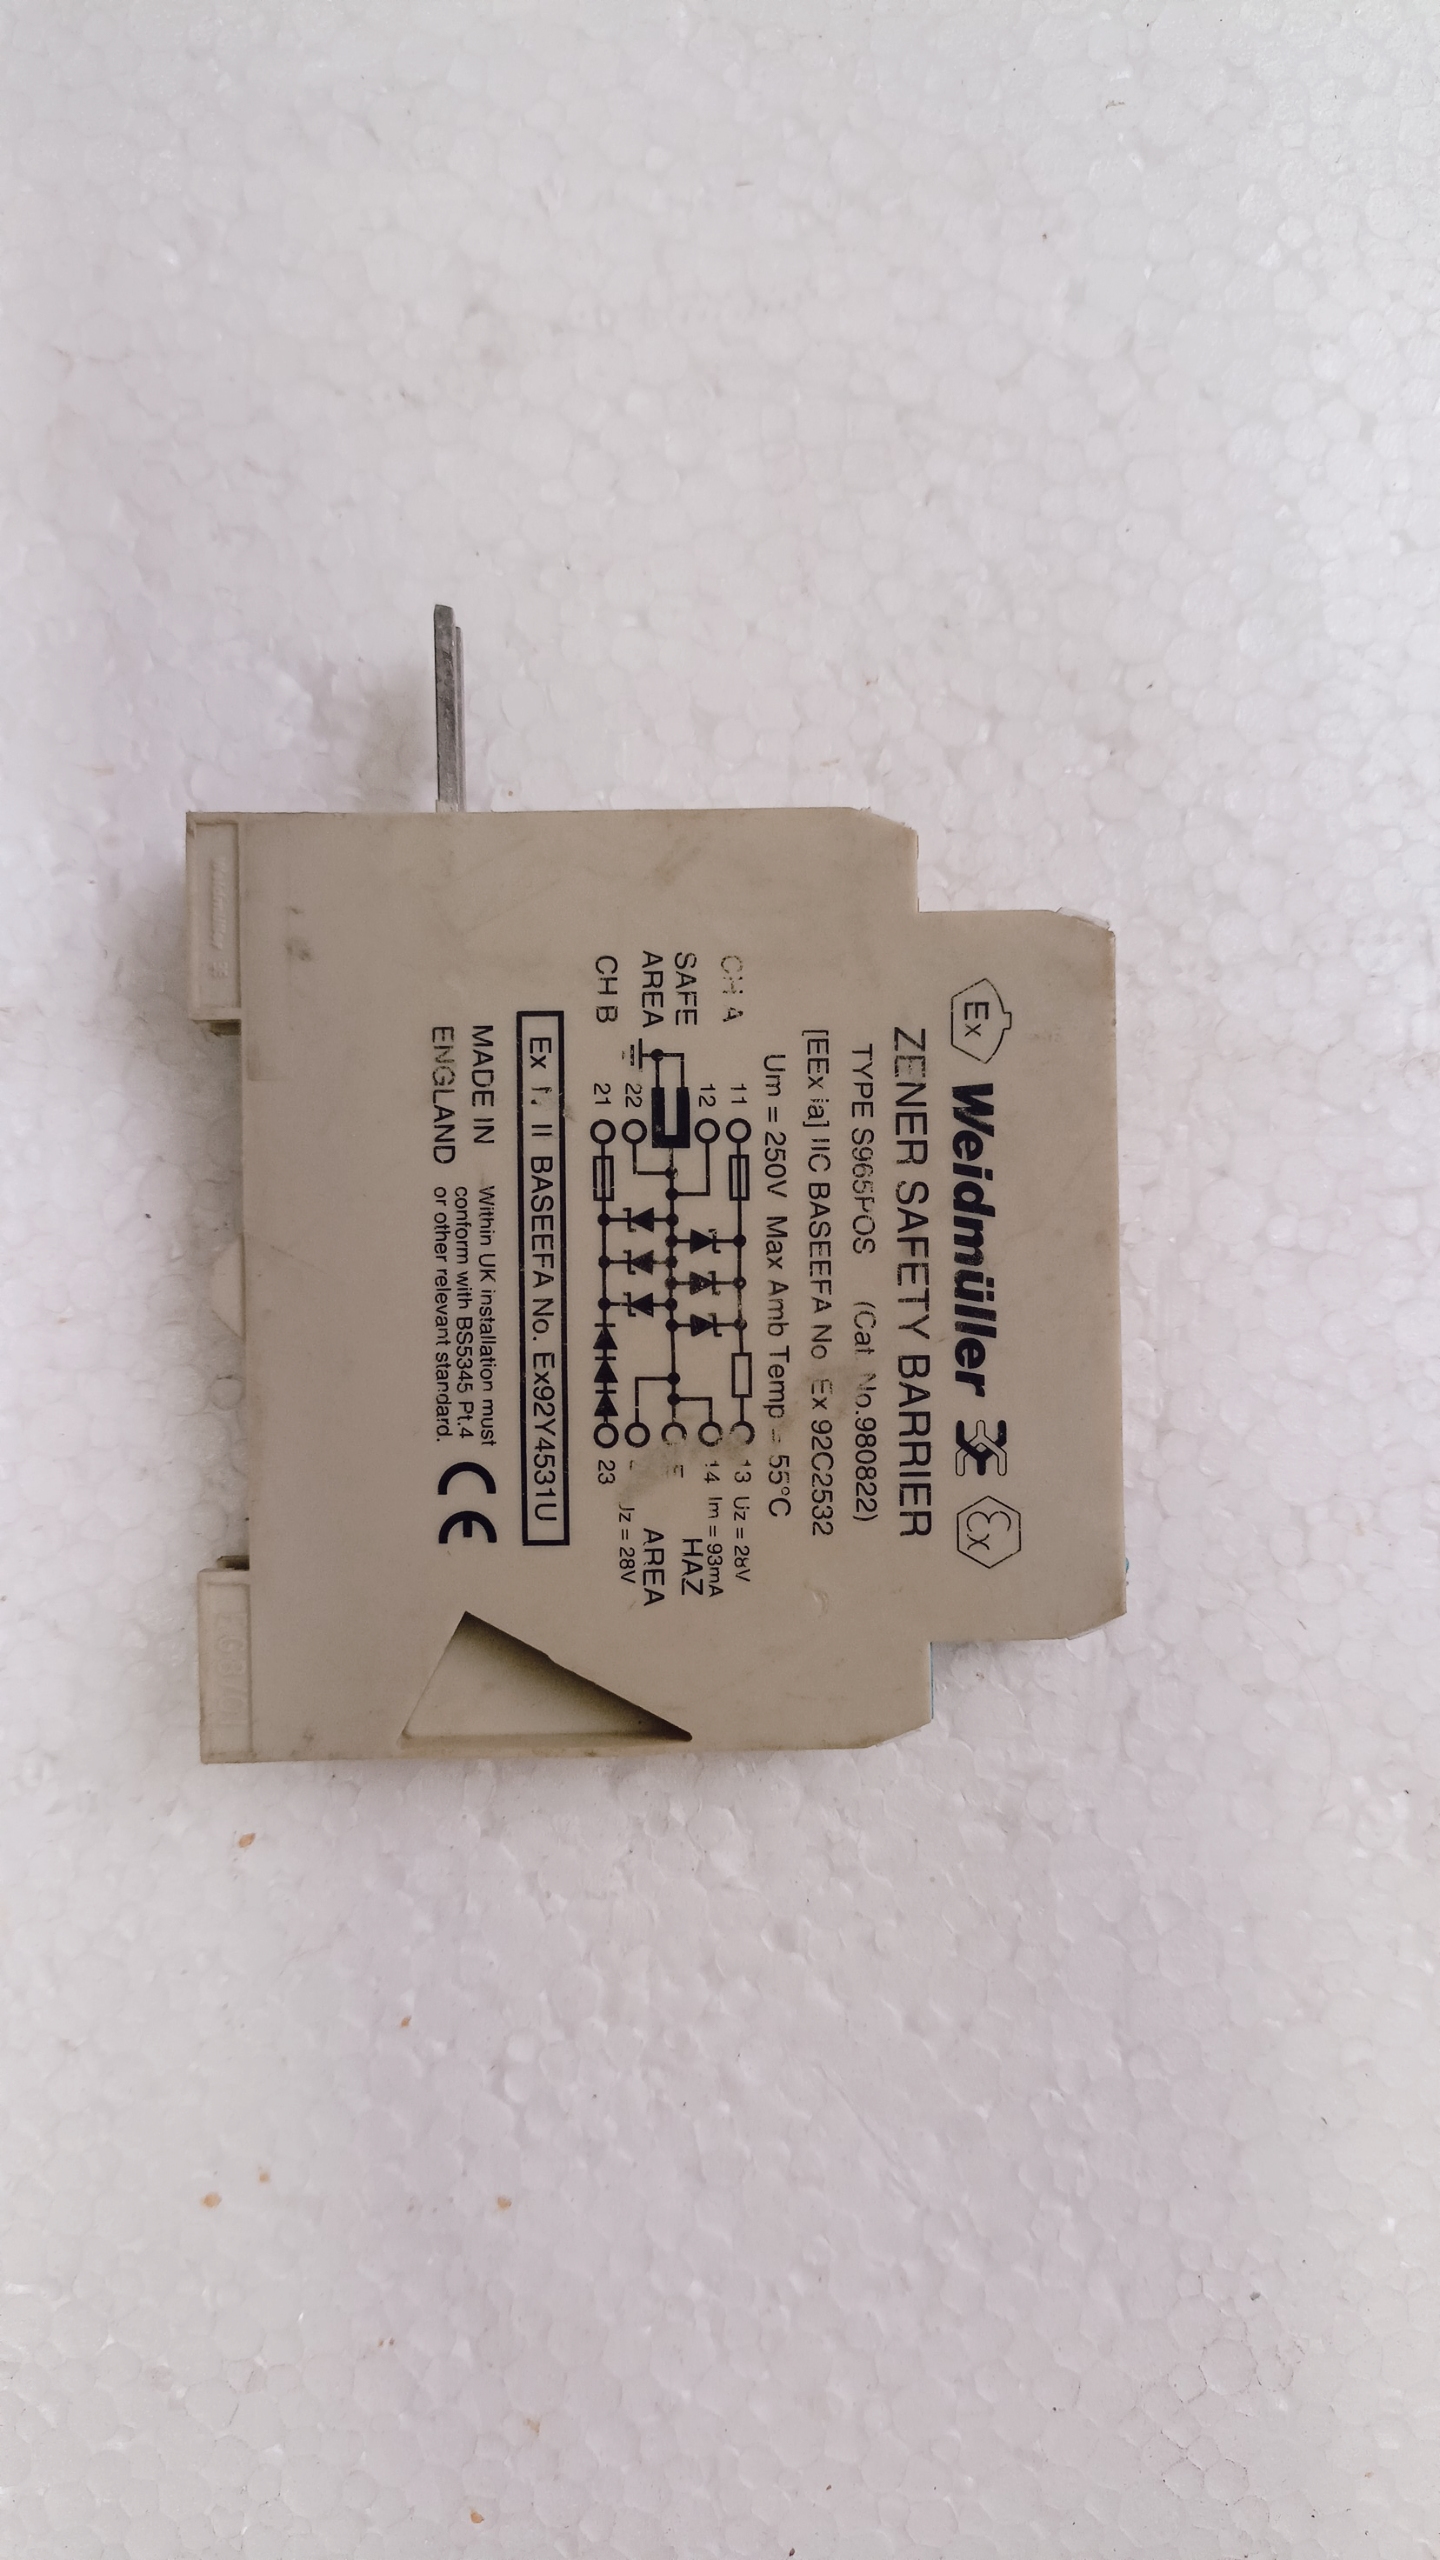 Ex Weidmüller Ex
ZENER SAFETY BARRIER
TYPE S965POS (Cat No.980822)
[EEx ia] IIC BASEEFA No Ex 92C2532
Um = 250V Max Amb Temp = 55°C
CH A 11 13 Uz = 28V
12 14 Im = 93mA
SAFE HAZ
AREA AREA
22 Uz = 28V
CH B 21 23
Ex II BASEEFA No. Ex92Y4531U
MADE IN
ENGLAND
Within UK installation must
conform with BS5345 Pt.4
or other relevant standard.
CE